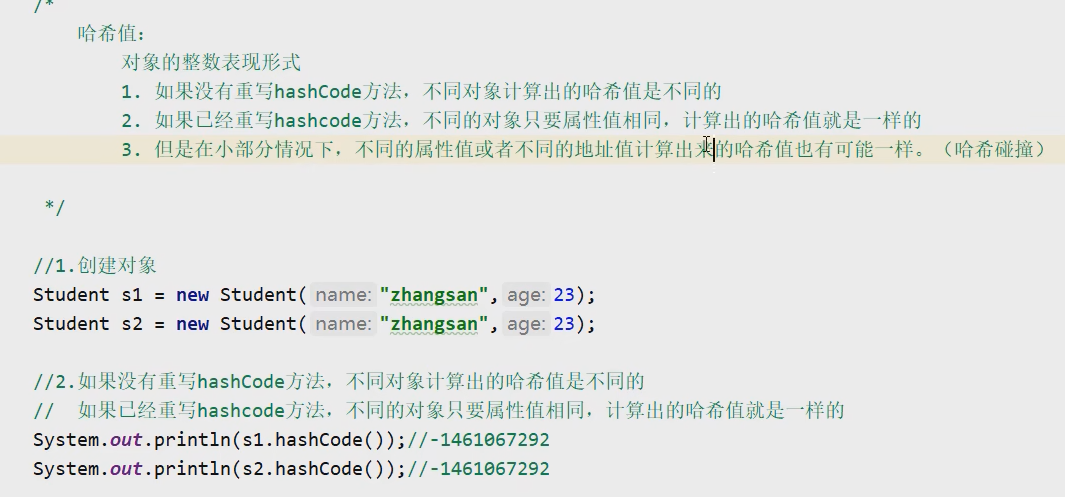 /*
哈希值：
对象的整数表现形式
1. 如果没有重写hashCode方法，不同对象计算出的哈希值是不同的
2. 如果已经重写hashcode方法，不同的对象只要属性值相同，计算出的哈希值就是一样的
3. 但是在小部分情况下，不同的属性值或者不同的地址值计算出来的哈希值也有可能一样。（哈希碰撞）
*/
//1.创建对象
Student s1 = new Student( name: "zhangsan", age: 23);
Student s2 = new Student( name: "zhangsan", age: 23);
//2.如果没有重写hashCode方法，不同对象计算出的哈希值是不同的
// 如果已经重写hashcode方法，不同的对象只要属性值相同，计算出的哈希值就是一样的
System.out.println(s1.hashCode());//-1461067292
System.out.println(s2.hashCode());//-1461067292